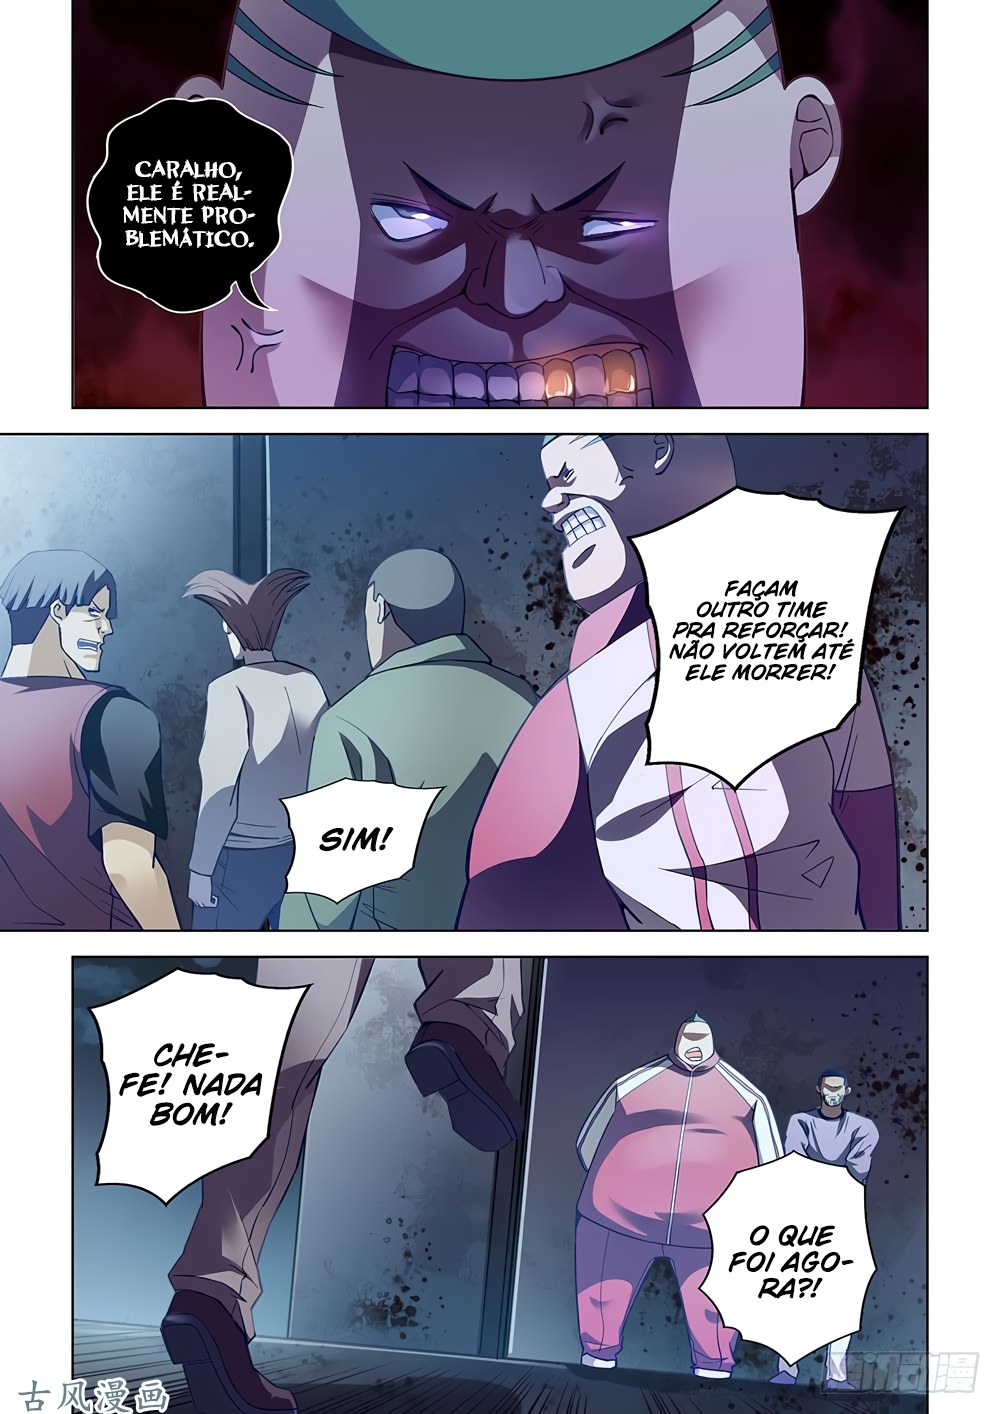 CARALHO,
ELE É REAL-
MENTE PRO-
BLEMÁTICO.
FAÇAM
OUTRO TIME
PRA REFORÇAR!
NÃO VOLTEM ATÉ
ELE MORRER!
SIM!
CHE-
FE! NADA
BOM!
O QUE
FOI AGO-
RA?!
古风漫画